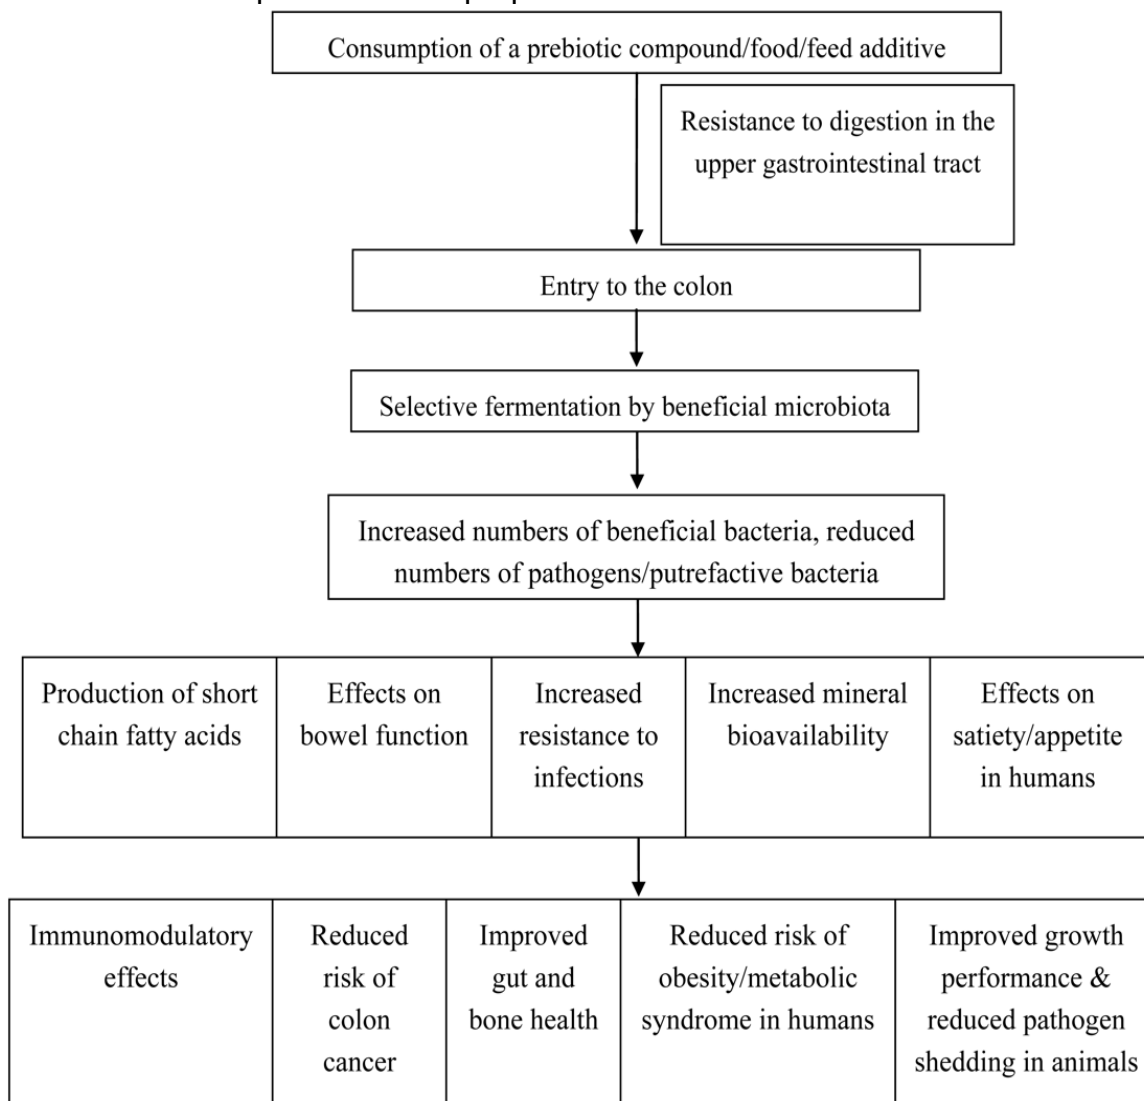 Consumption of a prebiotic compound/food/feed additive
Resistance to digestion in the
upper gastrointestinal tract
Entry to the colon
Selective fermentation by beneficial microbiota
Increased numbers of beneficial bacteria, reduced
numbers of pathogens/putrefactive bacteria
Production of short
chain fatty acids
Effects on
bowel function
Increased
resistance to
infections
Increased mineral
bioavailability
Effects on
satiety/appetite
in humans
Immunomodulatory
effects
Reduced
risk of
colon
cancer
Improved
gut and
bone health
Reduced risk of
obesity/metabolic
syndrome in humans
Improved growth
performance &
reduced pathogen
shedding in animals